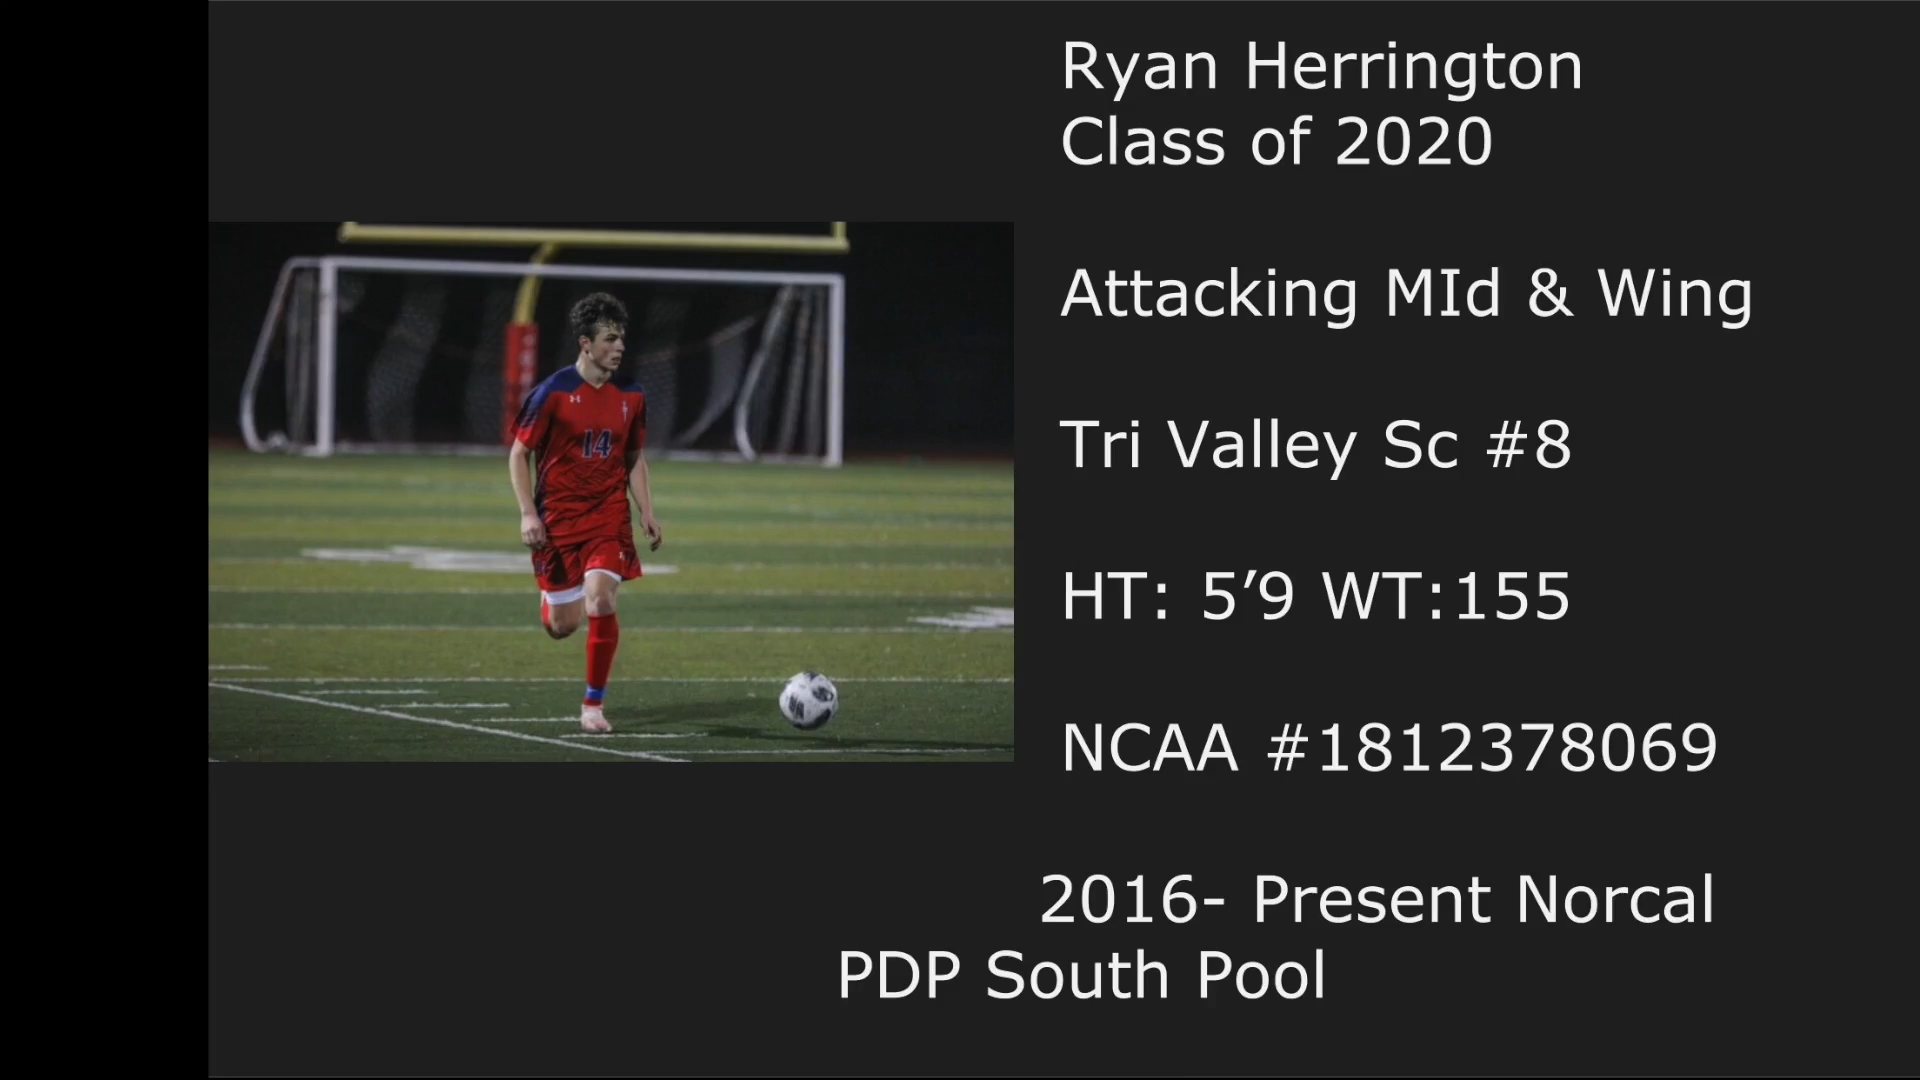 Ryan Herrington
Class of 2020
Attacking MId & Wing
Tri Valley Sc #8
HT: 5’9 WT:155
NCAA #1812378069
2016- Present Norcal
PDP South Pool
14